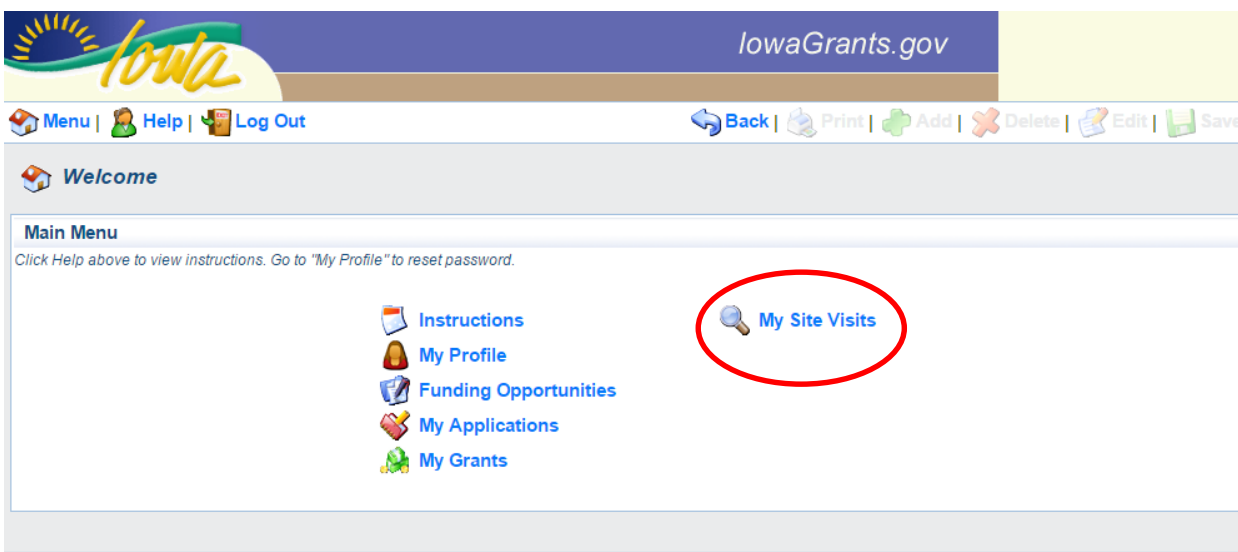 Iowa
IowaGrants.gov
Menu | Help | Log Out
Back | Print | Add | Delete | Edit | Save
Welcome
Main Menu
Click Help above to view instructions. Go to "My Profile" to reset password.
Instructions
My Site Visits
My Profile
Funding Opportunities
My Applications
My Grants